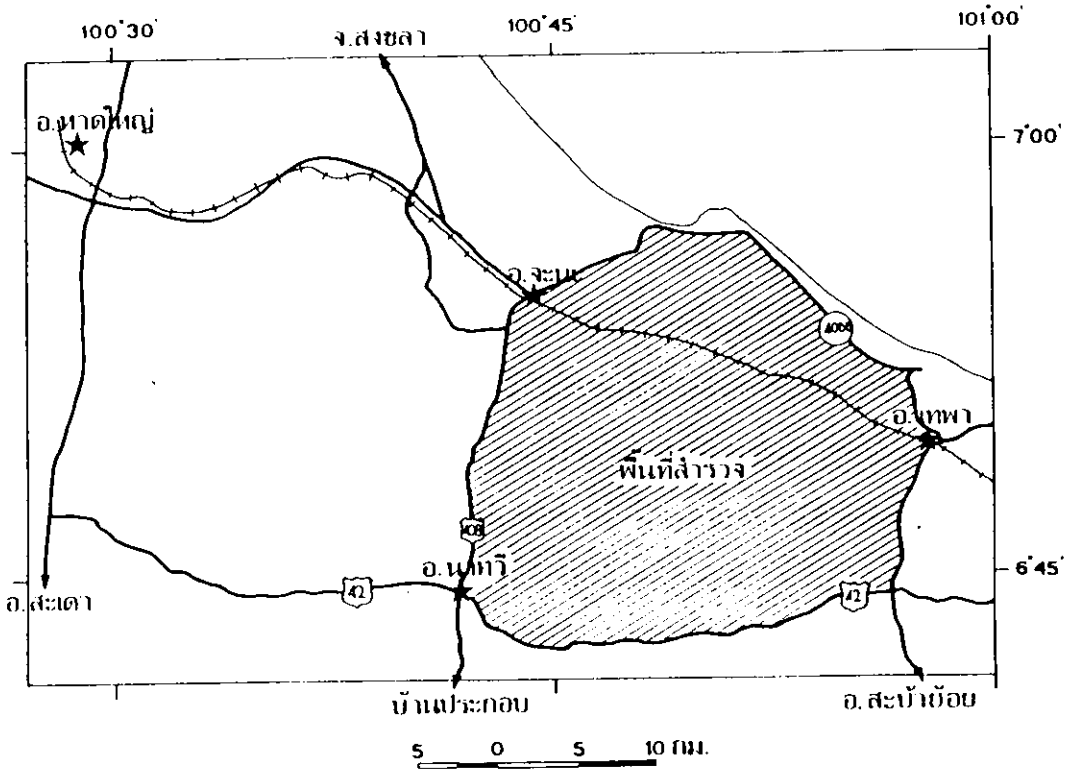 100°30'
100°45'
101°00'
จ.สงขลา
อ.หาดใหญ่
7°00'
อ.จะนะ
4086
อ.เทพา
พื้นที่สำรวจ
408
อ.นาทวี
42
42
6°45'
อ.สะเดา
บ้านประกอบ
อ.สะบ้าย้อย
5 0 5 10 กม.